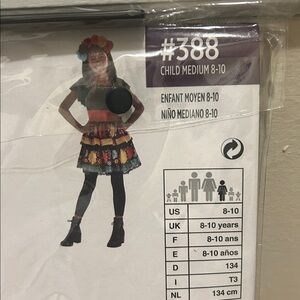 #388
CHILD MEDIUM 8-10
ENFANT MOYEN 8-10
NIÑO MEDIANO 8-10
US 8-10
UK 8-10 years
F 8-10 ans
E 8-10 años
D 134
I T3
NL 134 cm